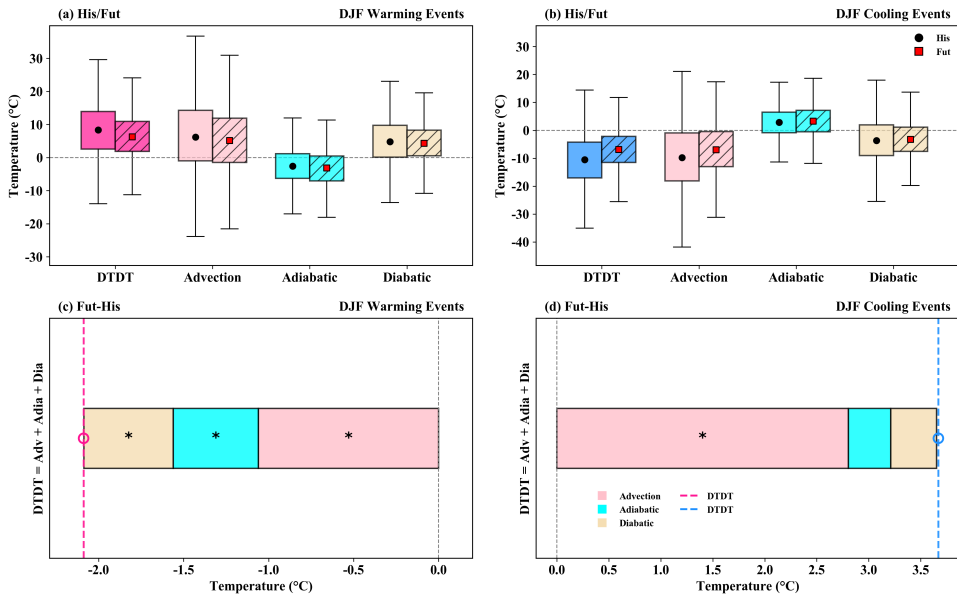 (a) His/Fut DJF Warming Events
Temperature (°C)
30
20
10
0
-10
-20
-30
DTDT Advection Adiabatic Diabatic
(b) His/Fut DJF Cooling Events
His
Fut
Temperature (°C)
30
20
10
0
-10
-20
-30
-40
DTDT Advection Adiabatic Diabatic
(c) Fut-His DJF Warming Events
DTDT = Adv + Adia + Dia
* * *
-2.0 -1.5 -1.0 -0.5 0.0
Temperature (°C)
(d) Fut-His DJF Cooling Events
DTDT = Adv + Adia + Dia
*
Advection DTDT
Adiabatic DTDT
Diabatic
0.0 0.5 1.0 1.5 2.0 2.5 3.0 3.5
Temperature (°C)